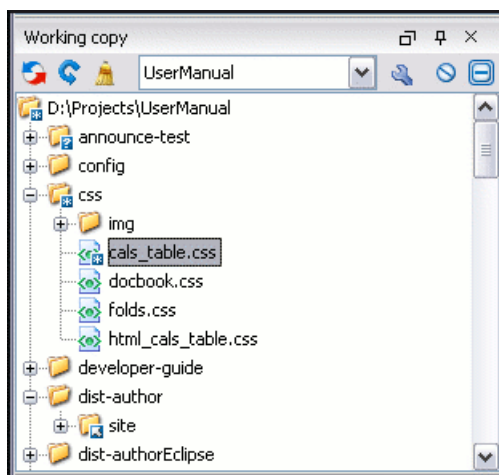 Working copy
UserManual
D:\Projects\UserManual
announce-test
config
css
img
cals_table.css
docbook.css
folds.css
html_cals_table.css
developer-guide
dist-author
site
dist-authorEclipse